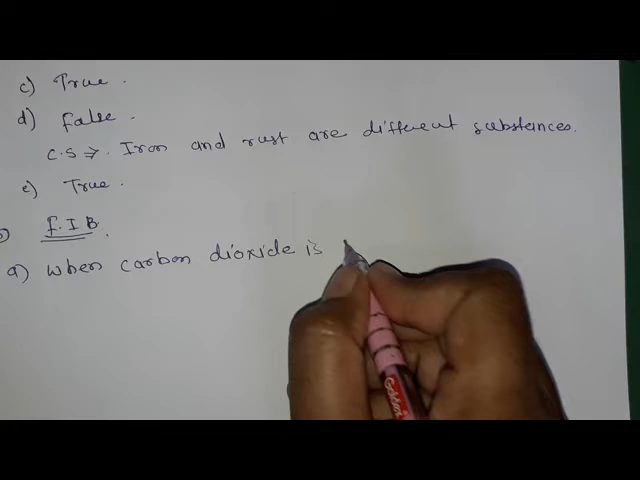 c) True.
d) False.
C.S ⇒. Iron and rust are different substances.
e) True.
F.I.B.
a) when carbon dioxide is